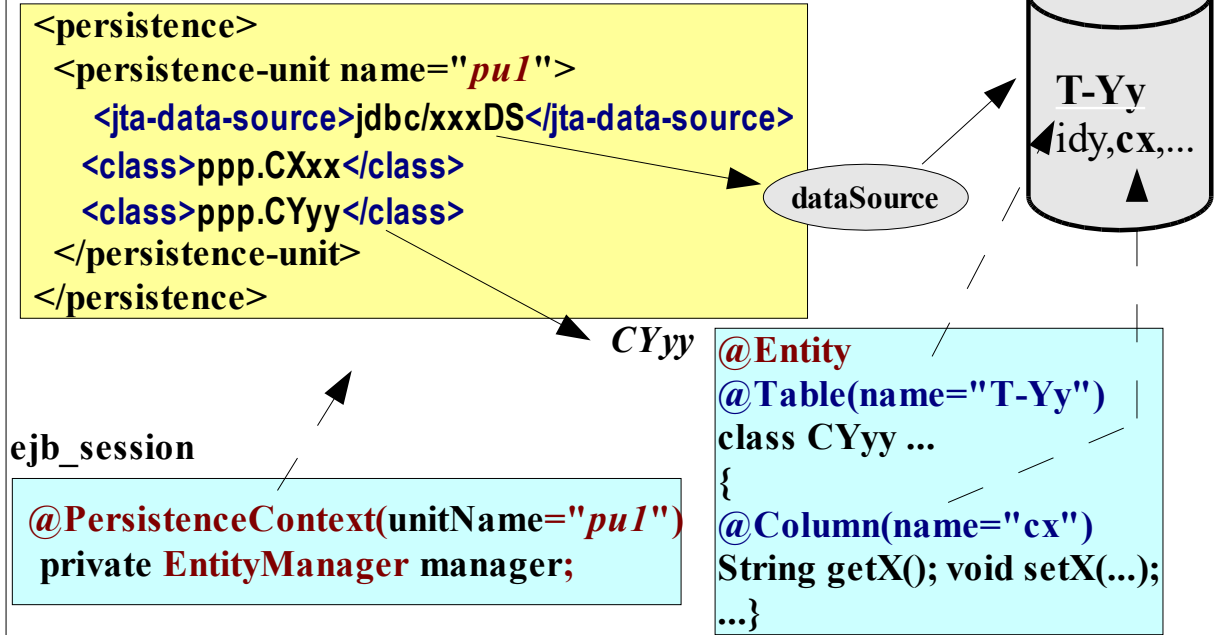 <persistence>
<persistence-unit name="pu1">
<jta-data-source>jdbc/xxxDS</jta-data-source>
<class>ppp.CXxx</class>
<class>ppp.CYyy</class>
</persistence-unit>
</persistence>
dataSource
T-Yy
idy,cx,...
CYyy
@Entity
@Table(name="T-Yy")
class CYyy ...
{
@Column(name="cx")
String getX(); void setX(...);
...}
ejb_session
@PersistenceContext(unitName="pu1")
private EntityManager manager;